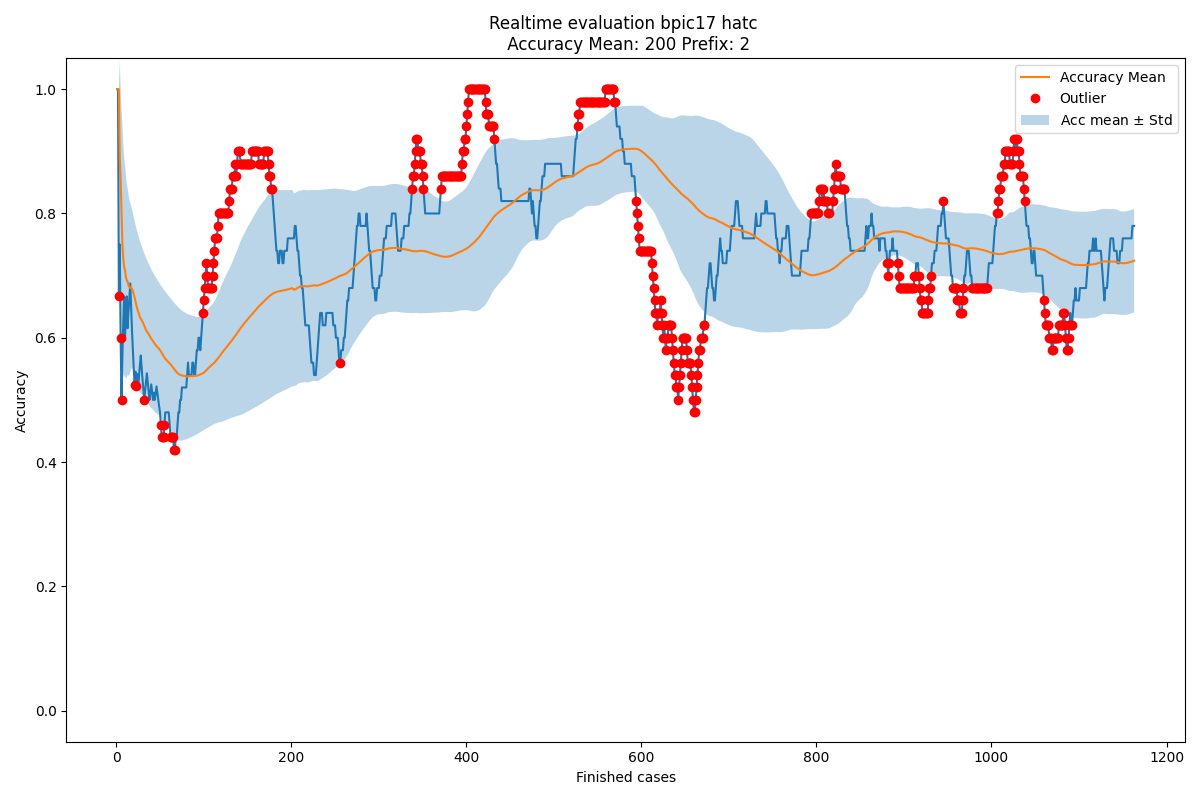 Realtime evaluation bpic17 hatc
Accuracy Mean: 200 Prefix: 2
Accuracy Mean
Outlier
Acc mean ± Std
1.0
0.8
0.6
0.4
0.2
0.0
Accuracy
0
200
400
600
800
1000
1200
Finished cases